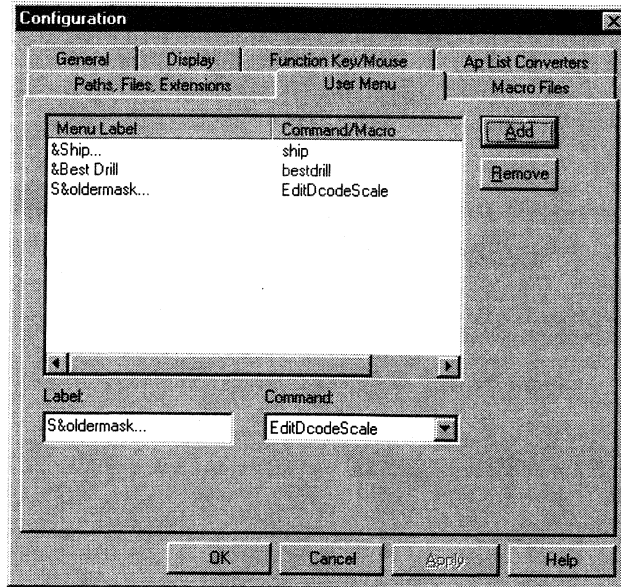 Configuration
General Display Function Key/Mouse Ap List Converters
Paths, Files, Extensions User Menu Macro Files
Menu Label Command/Macro
&Ship... ship
&Best Drill bestdrill
S&oldermask... EditDcodeScale
Add
Remove
Label: Command:
S&oldermask... EditDcodeScale
OK Cancel Apply Help